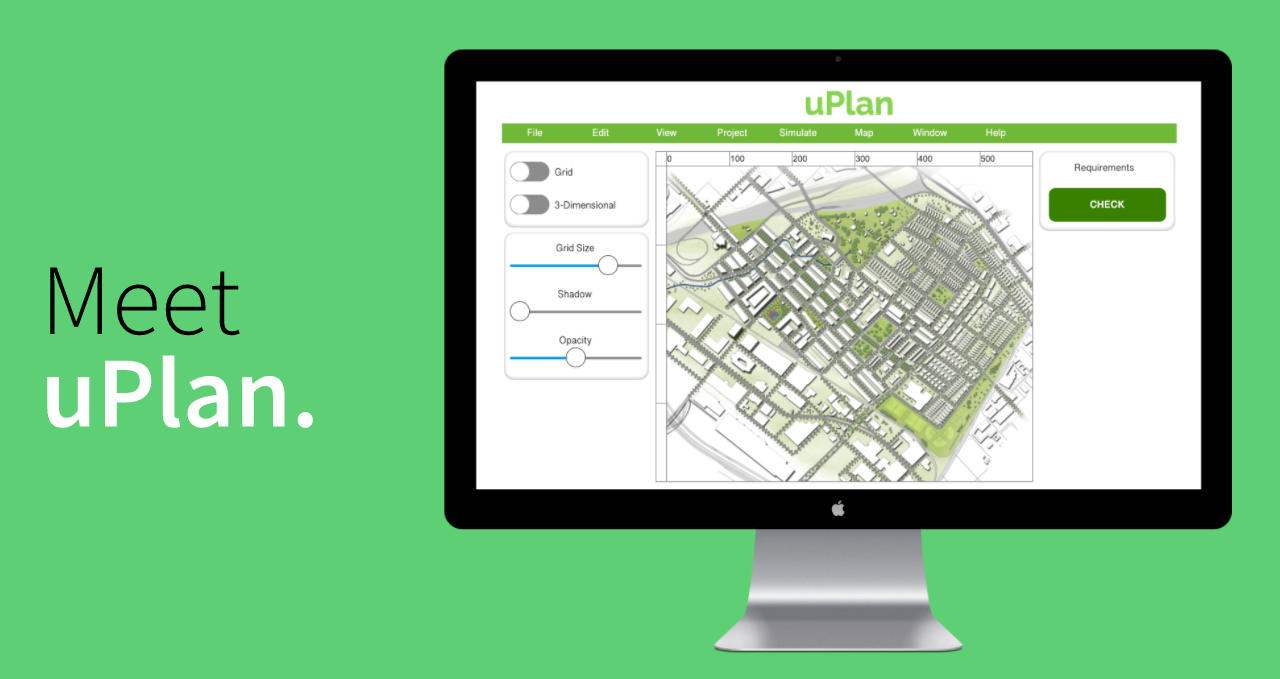 Meet
uPlan.
uPlan
File Edit View Project Simulate Map Window Help
Grid
3-Dimensional
Grid Size
Shadow
Opacity
0 100 200 300 400 500
Requirements
CHECK